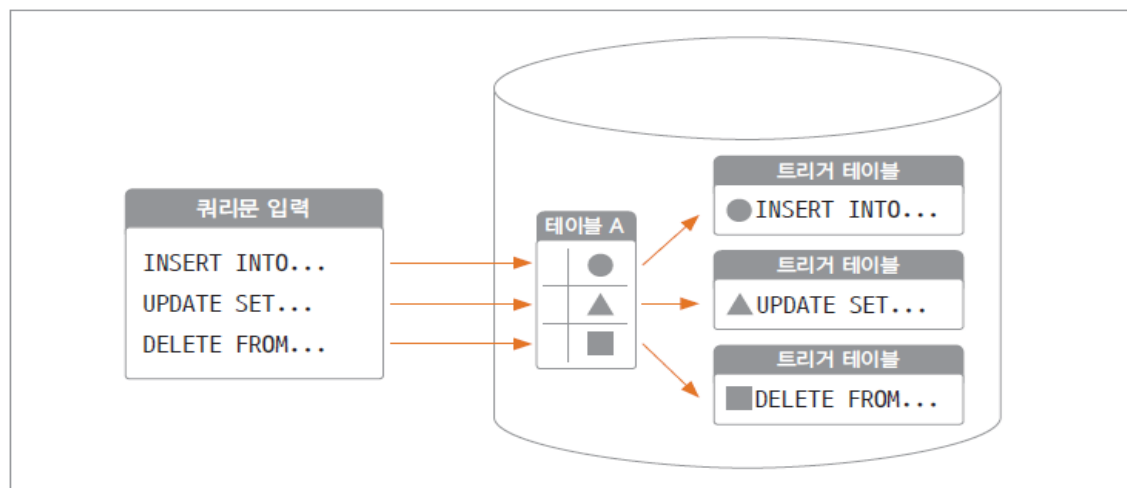 쿼리문 입력
INSERT INTO...
UPDATE SET...
DELETE FROM...
테이블 A
트리거 테이블
INSERT INTO...
트리거 테이블
UPDATE SET...
트리거 테이블
DELETE FROM...